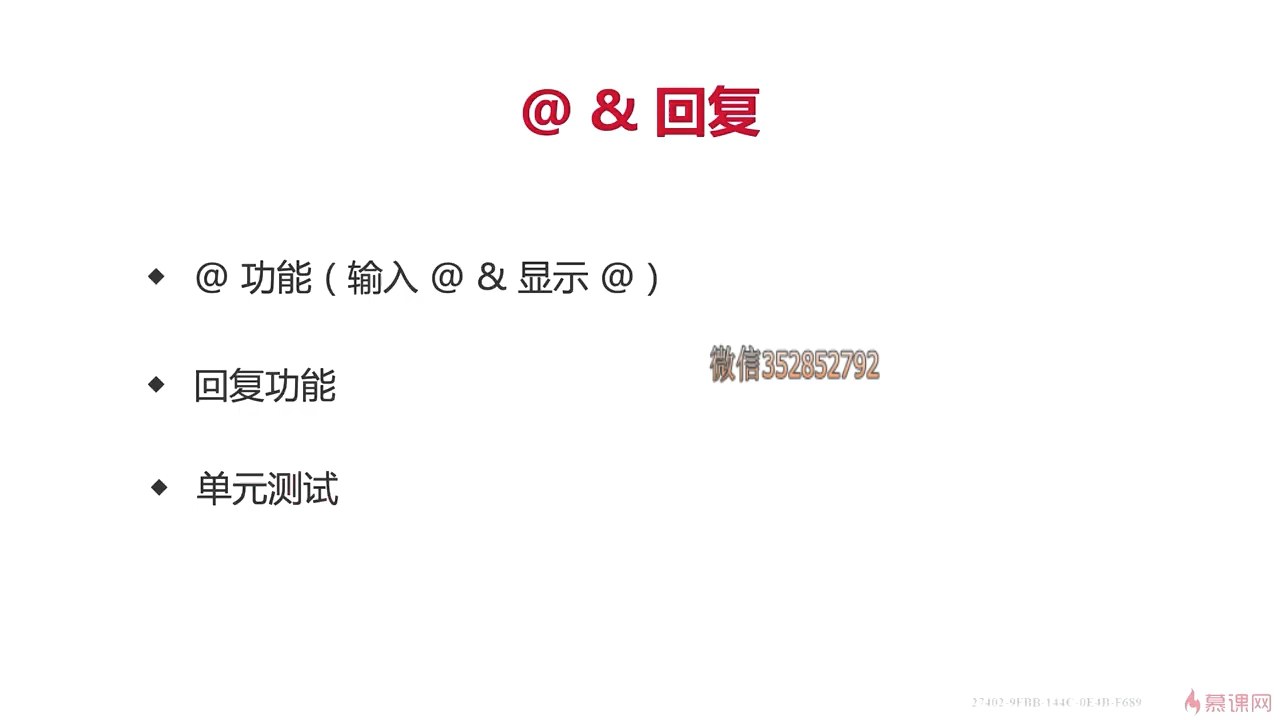 @ & 回复
@ 功能 ( 输入 @ & 显示 @ )
微信352852792
回复功能
单元测试
慕课网